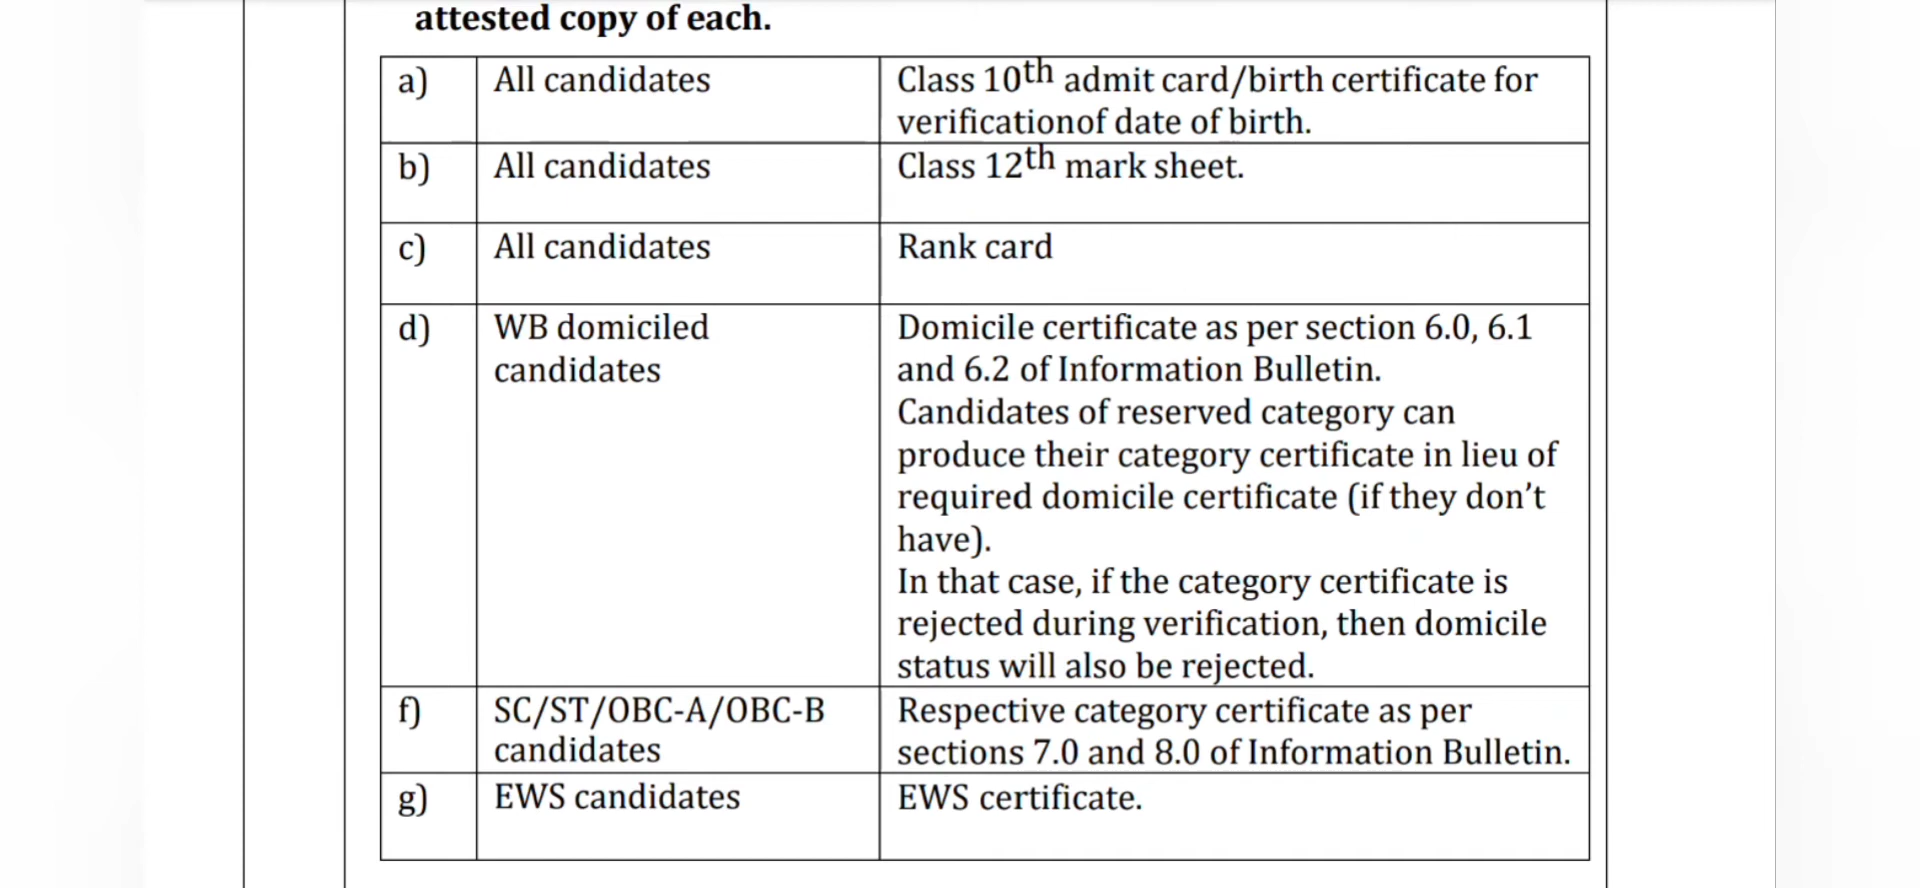 attested copy of each.
a) All candidates Class 10th admit card/birth certificate for
verificationof date of birth.
b) All candidates Class 12th mark sheet.
c) All candidates Rank card
d) WB domiciled Domicile certificate as per section 6.0, 6.1
candidates and 6.2 of Information Bulletin.
Candidates of reserved category can
produce their category certificate in lieu of
required domicile certificate (if they don’t
have).
In that case, if the category certificate is
rejected during verification, then domicile
status will also be rejected.
f) SC/ST/OBC-A/OBC-B Respective category certificate as per
candidates sections 7.0 and 8.0 of Information Bulletin.
g) EWS candidates EWS certificate.